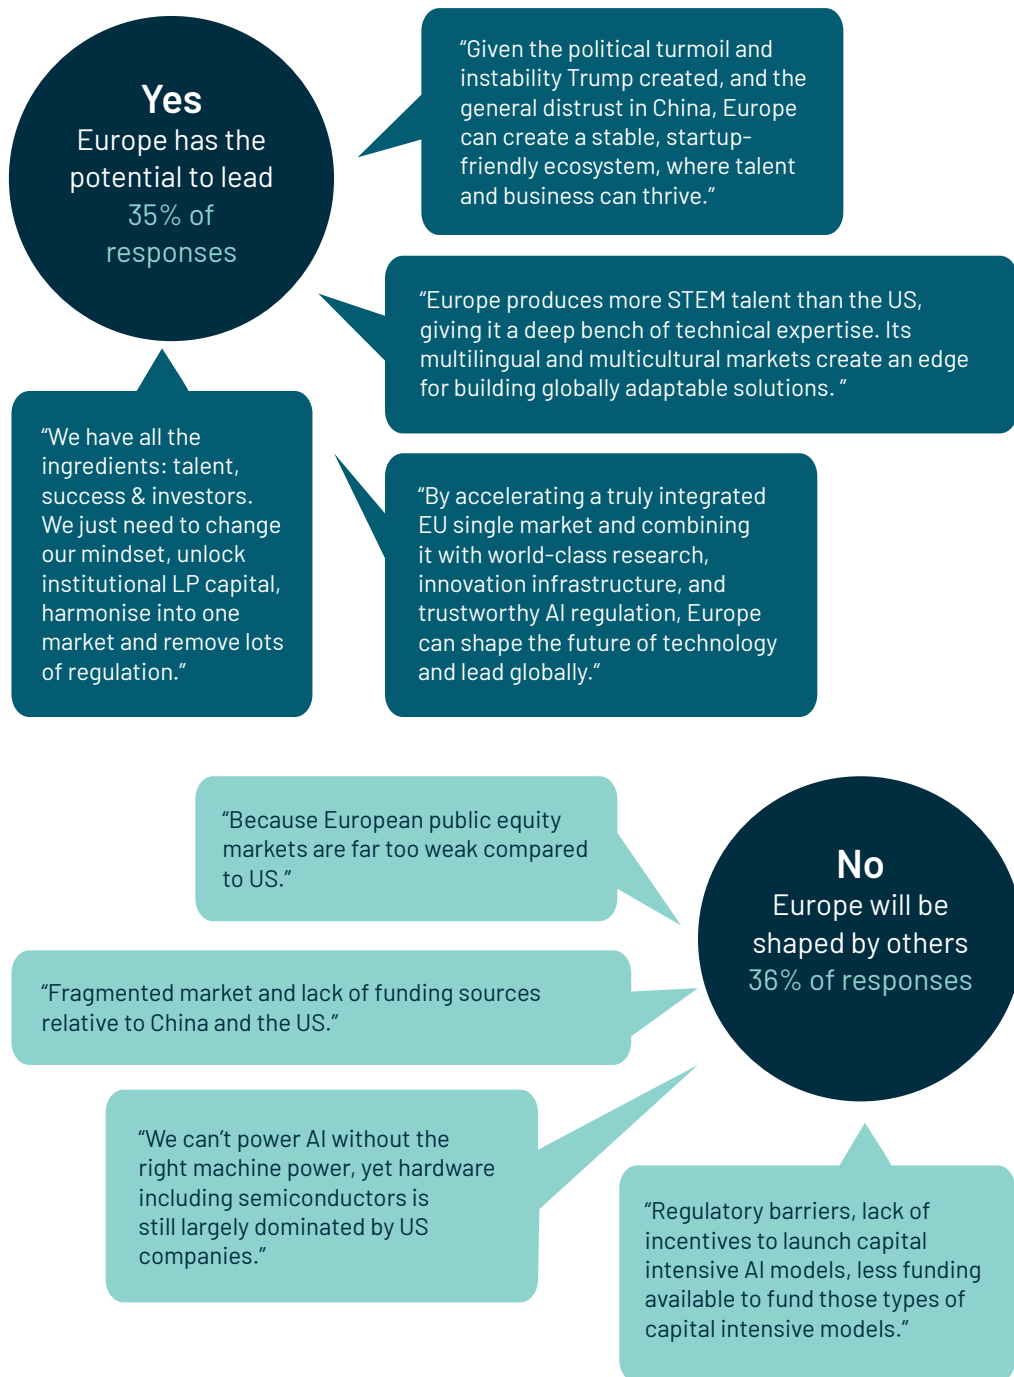 Yes
Europe has the
potential to lead
35% of
responses
“Given the political turmoil and
instability Trump created, and the
general distrust in China, Europe
can create a stable, startup-
friendly ecosystem, where talent
and business can thrive.”
“Europe produces more STEM talent than the US,
giving it a deep bench of technical expertise. Its
multilingual and multicultural markets create an edge
for building globally adaptable solutions. ”
“We have all the
ingredients: talent,
success & investors.
We just need to change
our mindset, unlock
institutional LP capital,
harmonise into one
market and remove lots
of regulation.”
“By accelerating a truly integrated
EU single market and combining
it with world-class research,
innovation infrastructure, and
trustworthy AI regulation, Europe
can shape the future of technology
and lead globally.”
“Because European public equity
markets are far too weak compared
to US.”
No
Europe will be
shaped by others
36% of responses
“Fragmented market and lack of funding sources
relative to China and the US.”
“We can’t power AI without the
right machine power, yet hardware
including semiconductors is
still largely dominated by US
companies.”
“Regulatory barriers, lack of
incentives to launch capital
intensive AI models, less funding
available to fund those types of
capital intensive models.”